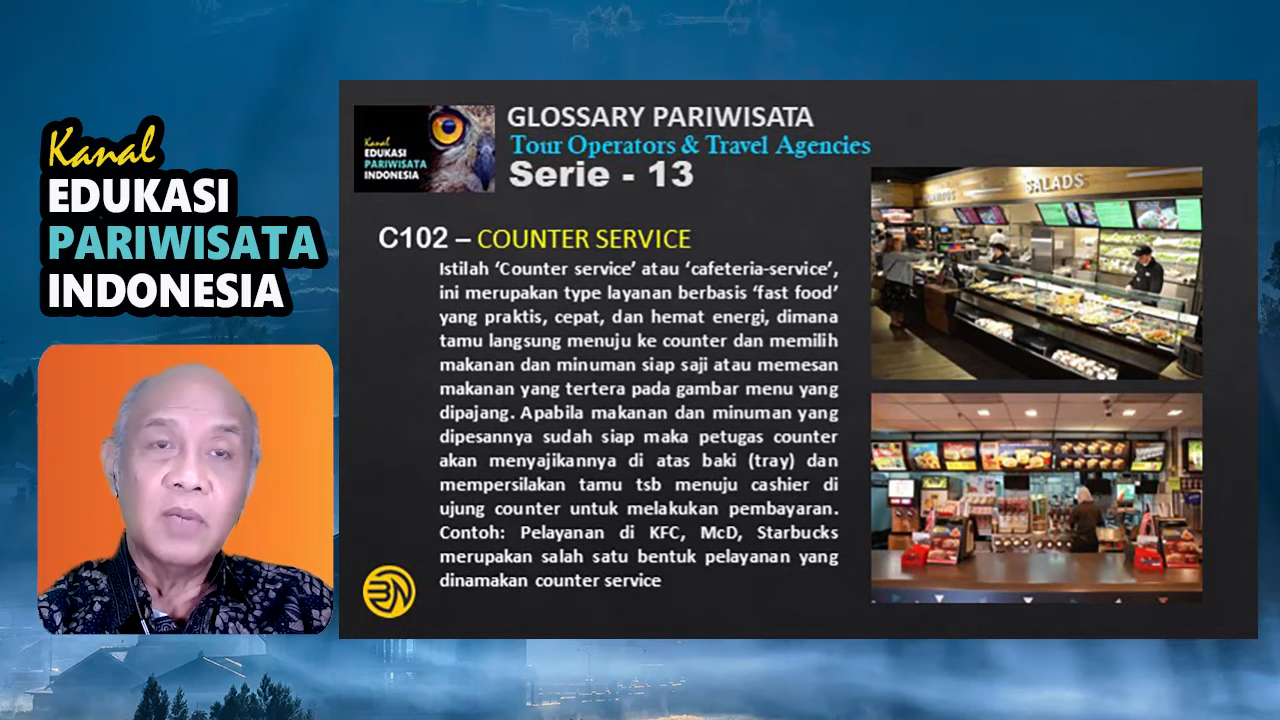 Kanal
EDUKASI
PARIWISATA
INDONESIA
Kanal
EDUKASI
PARIWISATA
INDONESIA
GLOSSARY PARIWISATA
Tour Operators & Travel Agencies
Serie - 13
C102 – COUNTER SERVICE
Istilah ‘Counter service’ atau ‘cafeteria-service’,
ini merupakan type layanan berbasis ‘fast food’
yang praktis, cepat, dan hemat energi, dimana
tamu langsung menuju ke counter dan memilih
makanan dan minuman siap saji atau memesan
makanan yang tertera pada gambar menu yang
dipajang. Apabila makanan dan minuman yang
dipesannya sudah siap maka petugas counter
akan menyajikannya di atas baki (tray) dan
mempersilakan tamu tsb menuju cashier di
ujung counter untuk melakukan pembayaran.
Contoh: Pelayanan di KFC, McD, Starbucks
merupakan salah satu bentuk pelayanan yang
dinamakan counter service
SALADS
BN